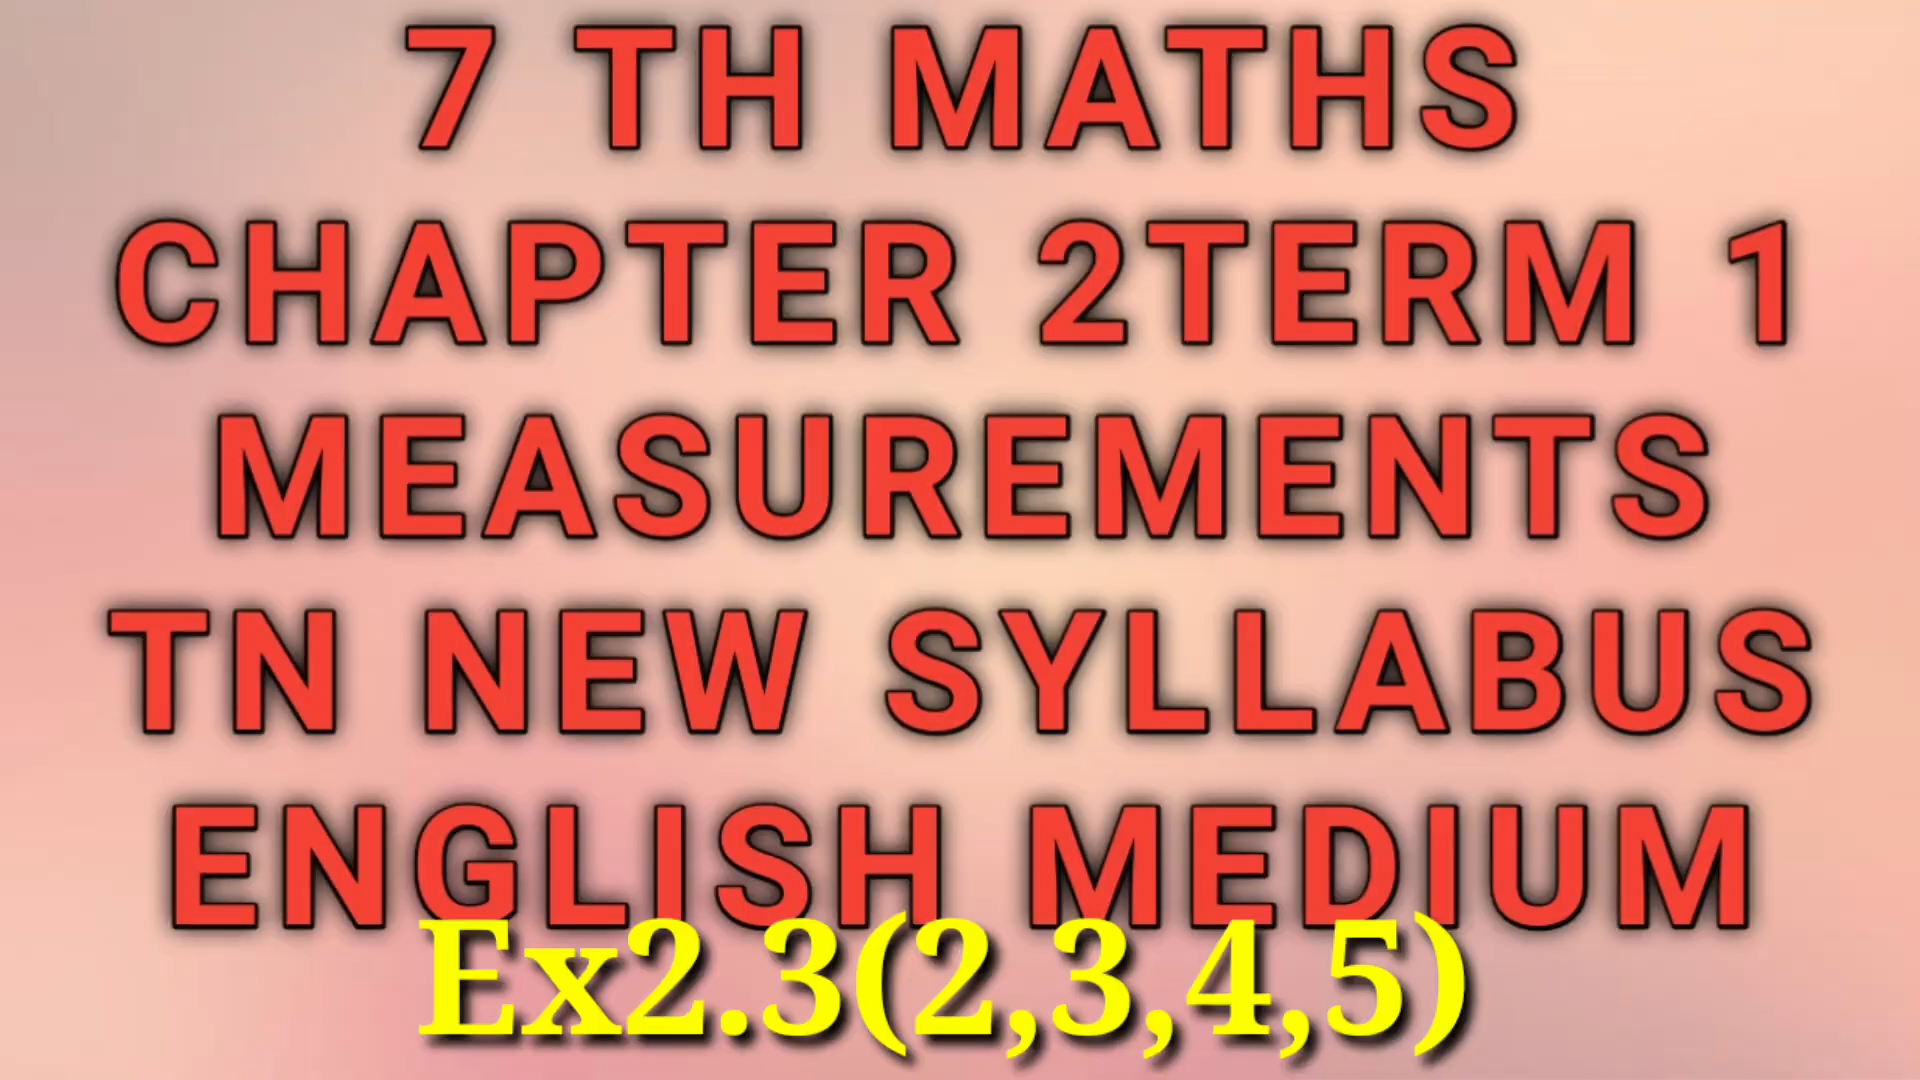 7 TH MATHS
CHAPTER 2TERM 1
MEASUREMENTS
TN NEW SYLLABUS
ENGLISH MEDIUM
Ex2.3(2,3,4,5)